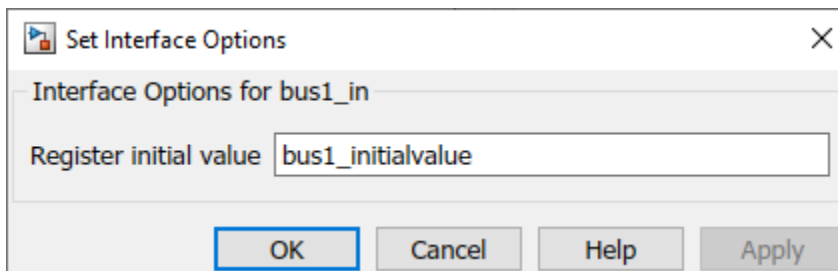 Set Interface Options
Interface Options for bus1_in
Register initial value bus1_initialvalue
OK Cancel Help Apply